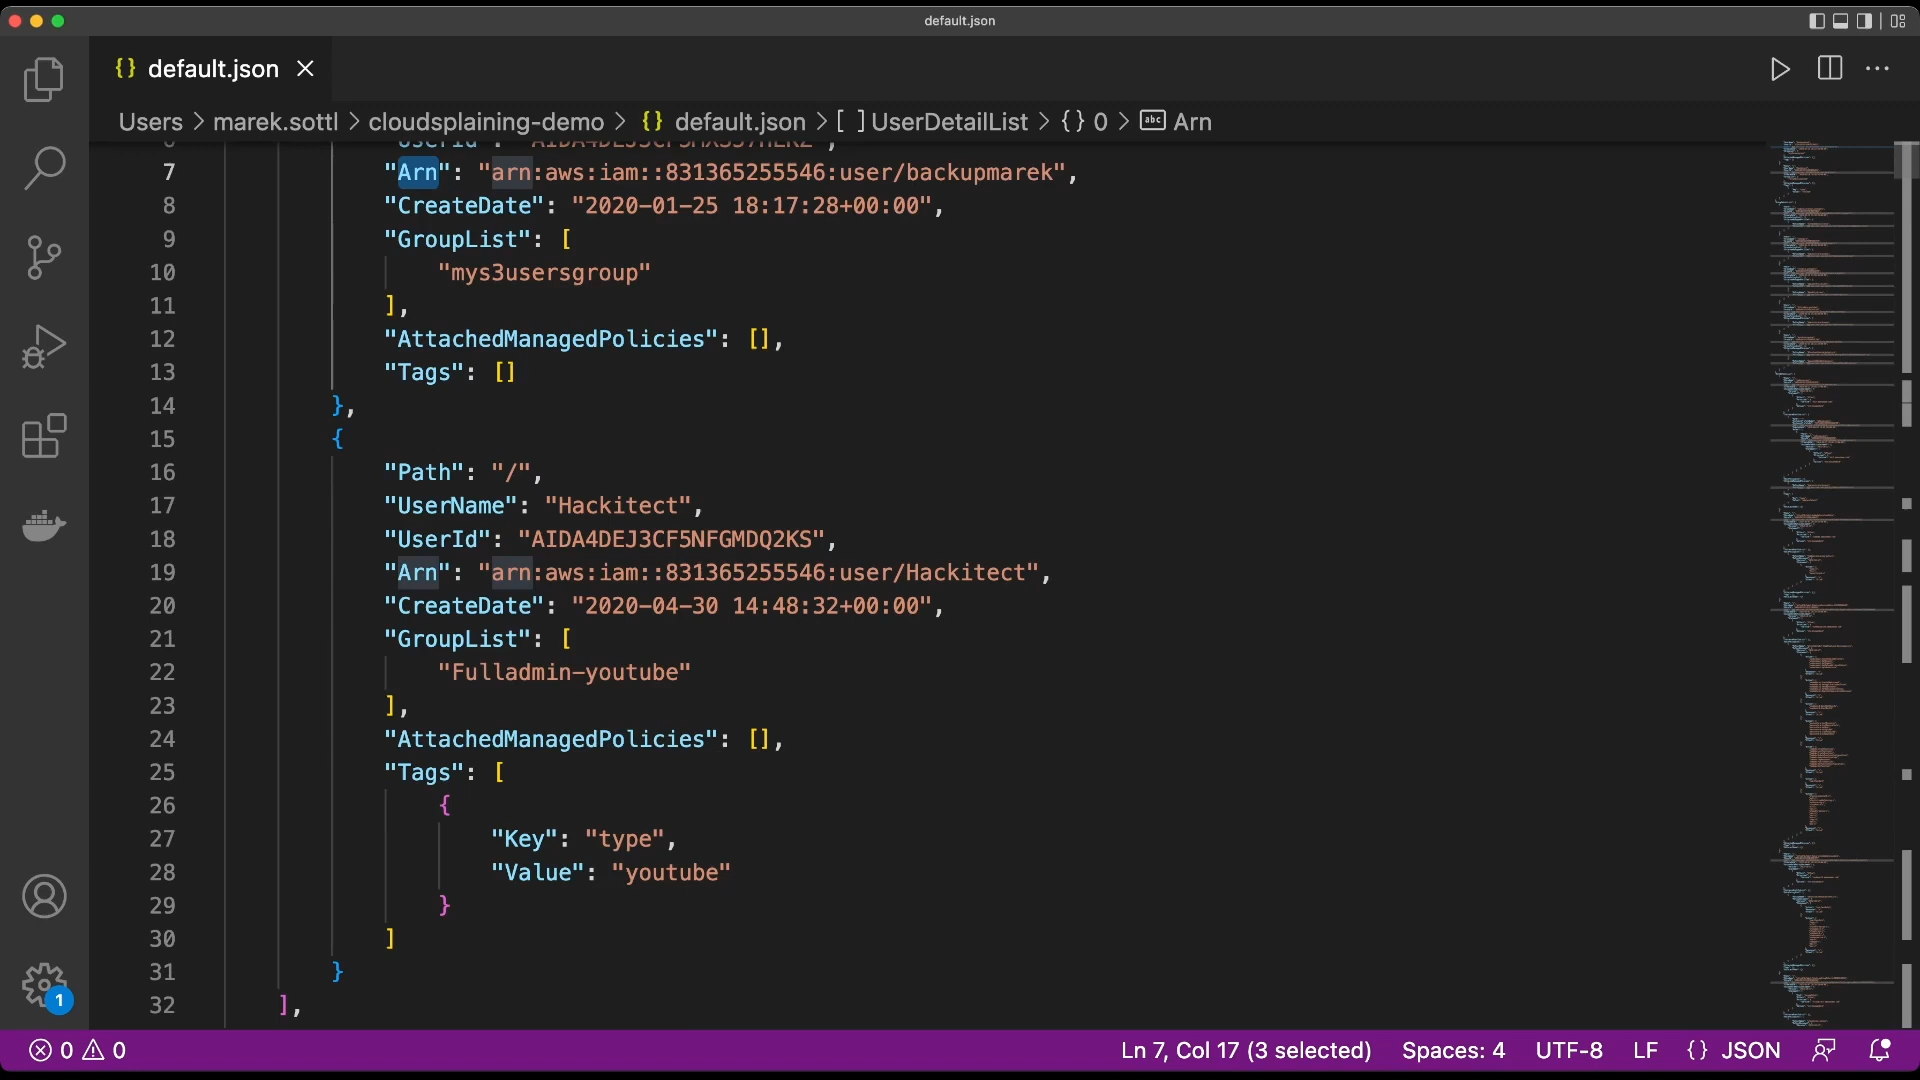 default.json
{} default.json ×
Users > marek.sottl > cloudsplaining-demo > {} default.json > [ ] UserDetailList > {} 0 > abc Arn
7 "Arn": "arn:aws:iam::831365255546:user/backupmarek",
8 "CreateDate": "2020-01-25 18:17:28+00:00",
9 "GroupList": [
10 "mys3usersgroup"
11 ],
12 "AttachedManagedPolicies": [],
13 "Tags": []
14 },
15 {
16 "Path": "/",
17 "UserName": "Hackitect",
18 "UserId": "AIDA4DEJ3CF5NFGMDQ2KS",
19 "Arn": "arn:aws:iam::831365255546:user/Hackitect",
20 "CreateDate": "2020-04-30 14:48:32+00:00",
21 "GroupList": [
22 "Fulladmin-youtube"
23 ],
24 "AttachedManagedPolicies": [],
25 "Tags": [
26 {
27 "Key": "type",
28 "Value": "youtube"
29 }
30 ]
31 }
32 ],
1
0 0 Ln 7, Col 17 (3 selected) Spaces: 4 UTF-8 LF {} JSON